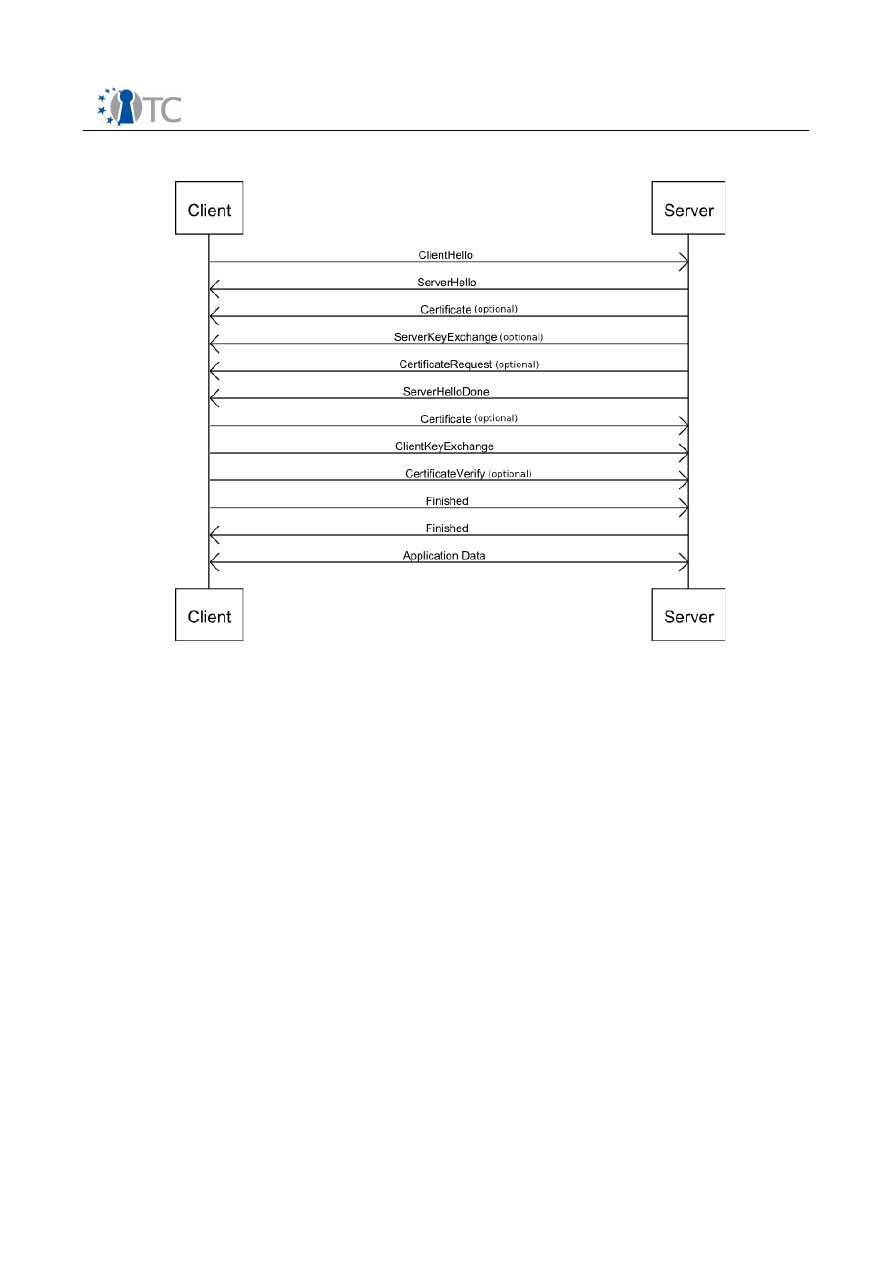 TC
Client Server
ClientHello
ServerHello
Certificate (optional)
ServerKeyExchange (optional)
CertificateRequest (optional)
ServerHelloDone
Certificate (optional)
ClientKeyExchange
CertificateVerify (optional)
Finished
Finished
Application Data
Client Server